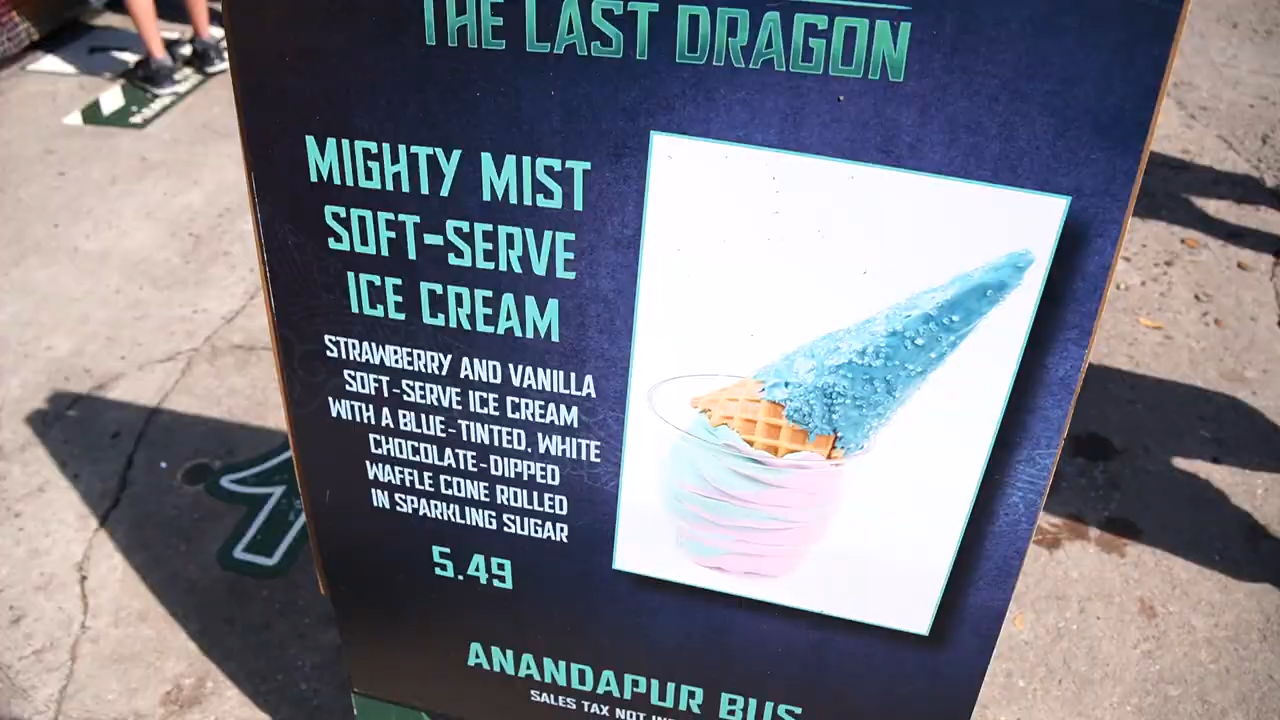 THE LAST DRAGON
MIGHTY MIST
SOFT-SERVE
ICE CREAM
STRAWBERRY AND VANILLA
SOFT-SERVE ICE CREAM
WITH A BLUE-TINTED, WHITE
CHOCOLATE-DIPPED
WAFFLE CONE ROLLED
IN SPARKLING SUGAR
5.49
ANANDAPUR BUS
SALES TAX NOT